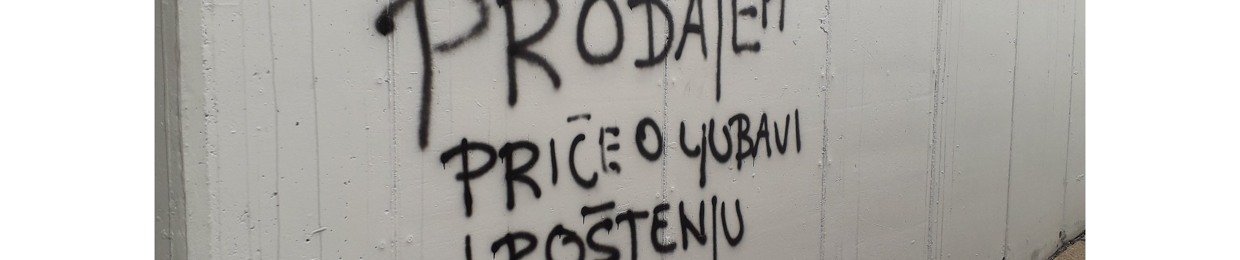 PRODAJEM
PRIČE O LJUBAVI
I POŠTENJU